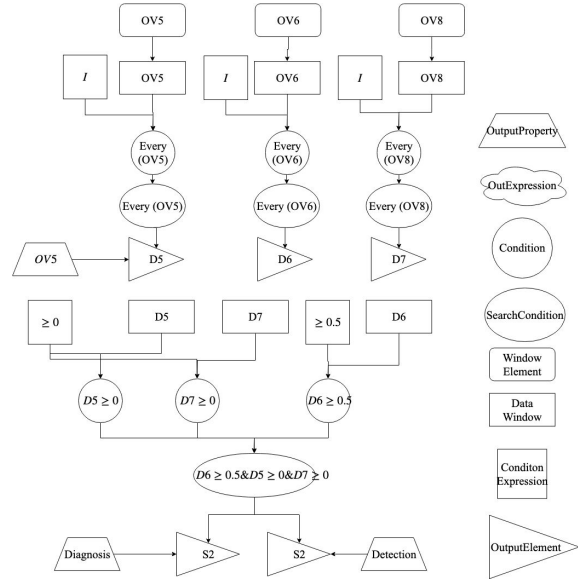 OV5
OV6
OV8
I
OV5
I
OV6
I
OV8
Every
(OV5)
Every
(OV6)
Every
(OV8)
Every (OV5)
Every (OV6)
Every (OV8)
OV5
D5
D6
D7
≥ 0
D5
D7
≥ 0.5
D6
D5 ≥ 0
D7 ≥ 0
D6 ≥ 0.5
D6 ≥ 0.5&D5 ≥ 0&D7 ≥ 0
Diagnosis
S2
S2
Detection
OutputProperty
OutExpression
Condition
SearchCondition
Window
Element
Data
Window
Conditon
Expression
OutputElement